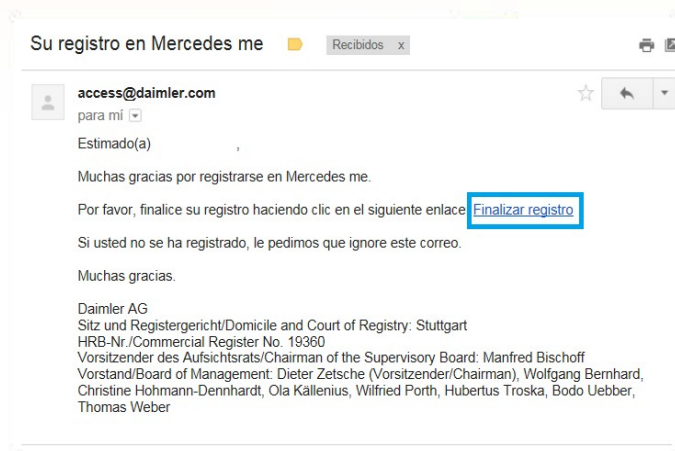 Su registro en Mercedes me
Recibidos x
access@daimler.com
para mí
Estimado(a) ,
Muchas gracias por registrarse en Mercedes me.
Por favor, finalice su registro haciendo clic en el siguiente enlace Finalizar registro
Si usted no se ha registrado, le pedimos que ignore este correo.
Muchas gracias.
Daimler AG
Sitz und Registergericht/Domicile and Court of Registry: Stuttgart
HRB-Nr./Commercial Register No. 19360
Vorsitzender des Aufsichtsrats/Chairman of the Supervisory Board: Manfred Bischoff
Vorstand/Board of Management: Dieter Zetsche (Vorsitzender/Chairman), Wolfgang Bernhard,
Christine Hohmann-Dennhardt, Ola Källenius, Wilfried Porth, Hubertus Troska, Bodo Uebber,
Thomas Weber